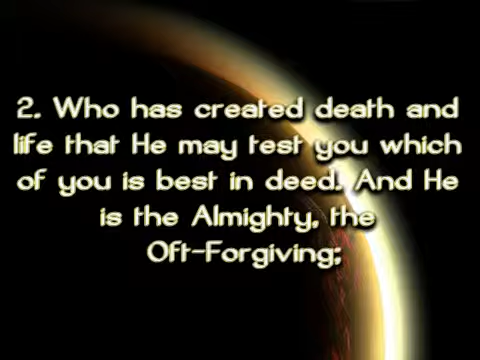 2. Who has created death and
life that He may test you which
of you is best in deed. And He
is the Almighty, the
Oft-Forgiving;